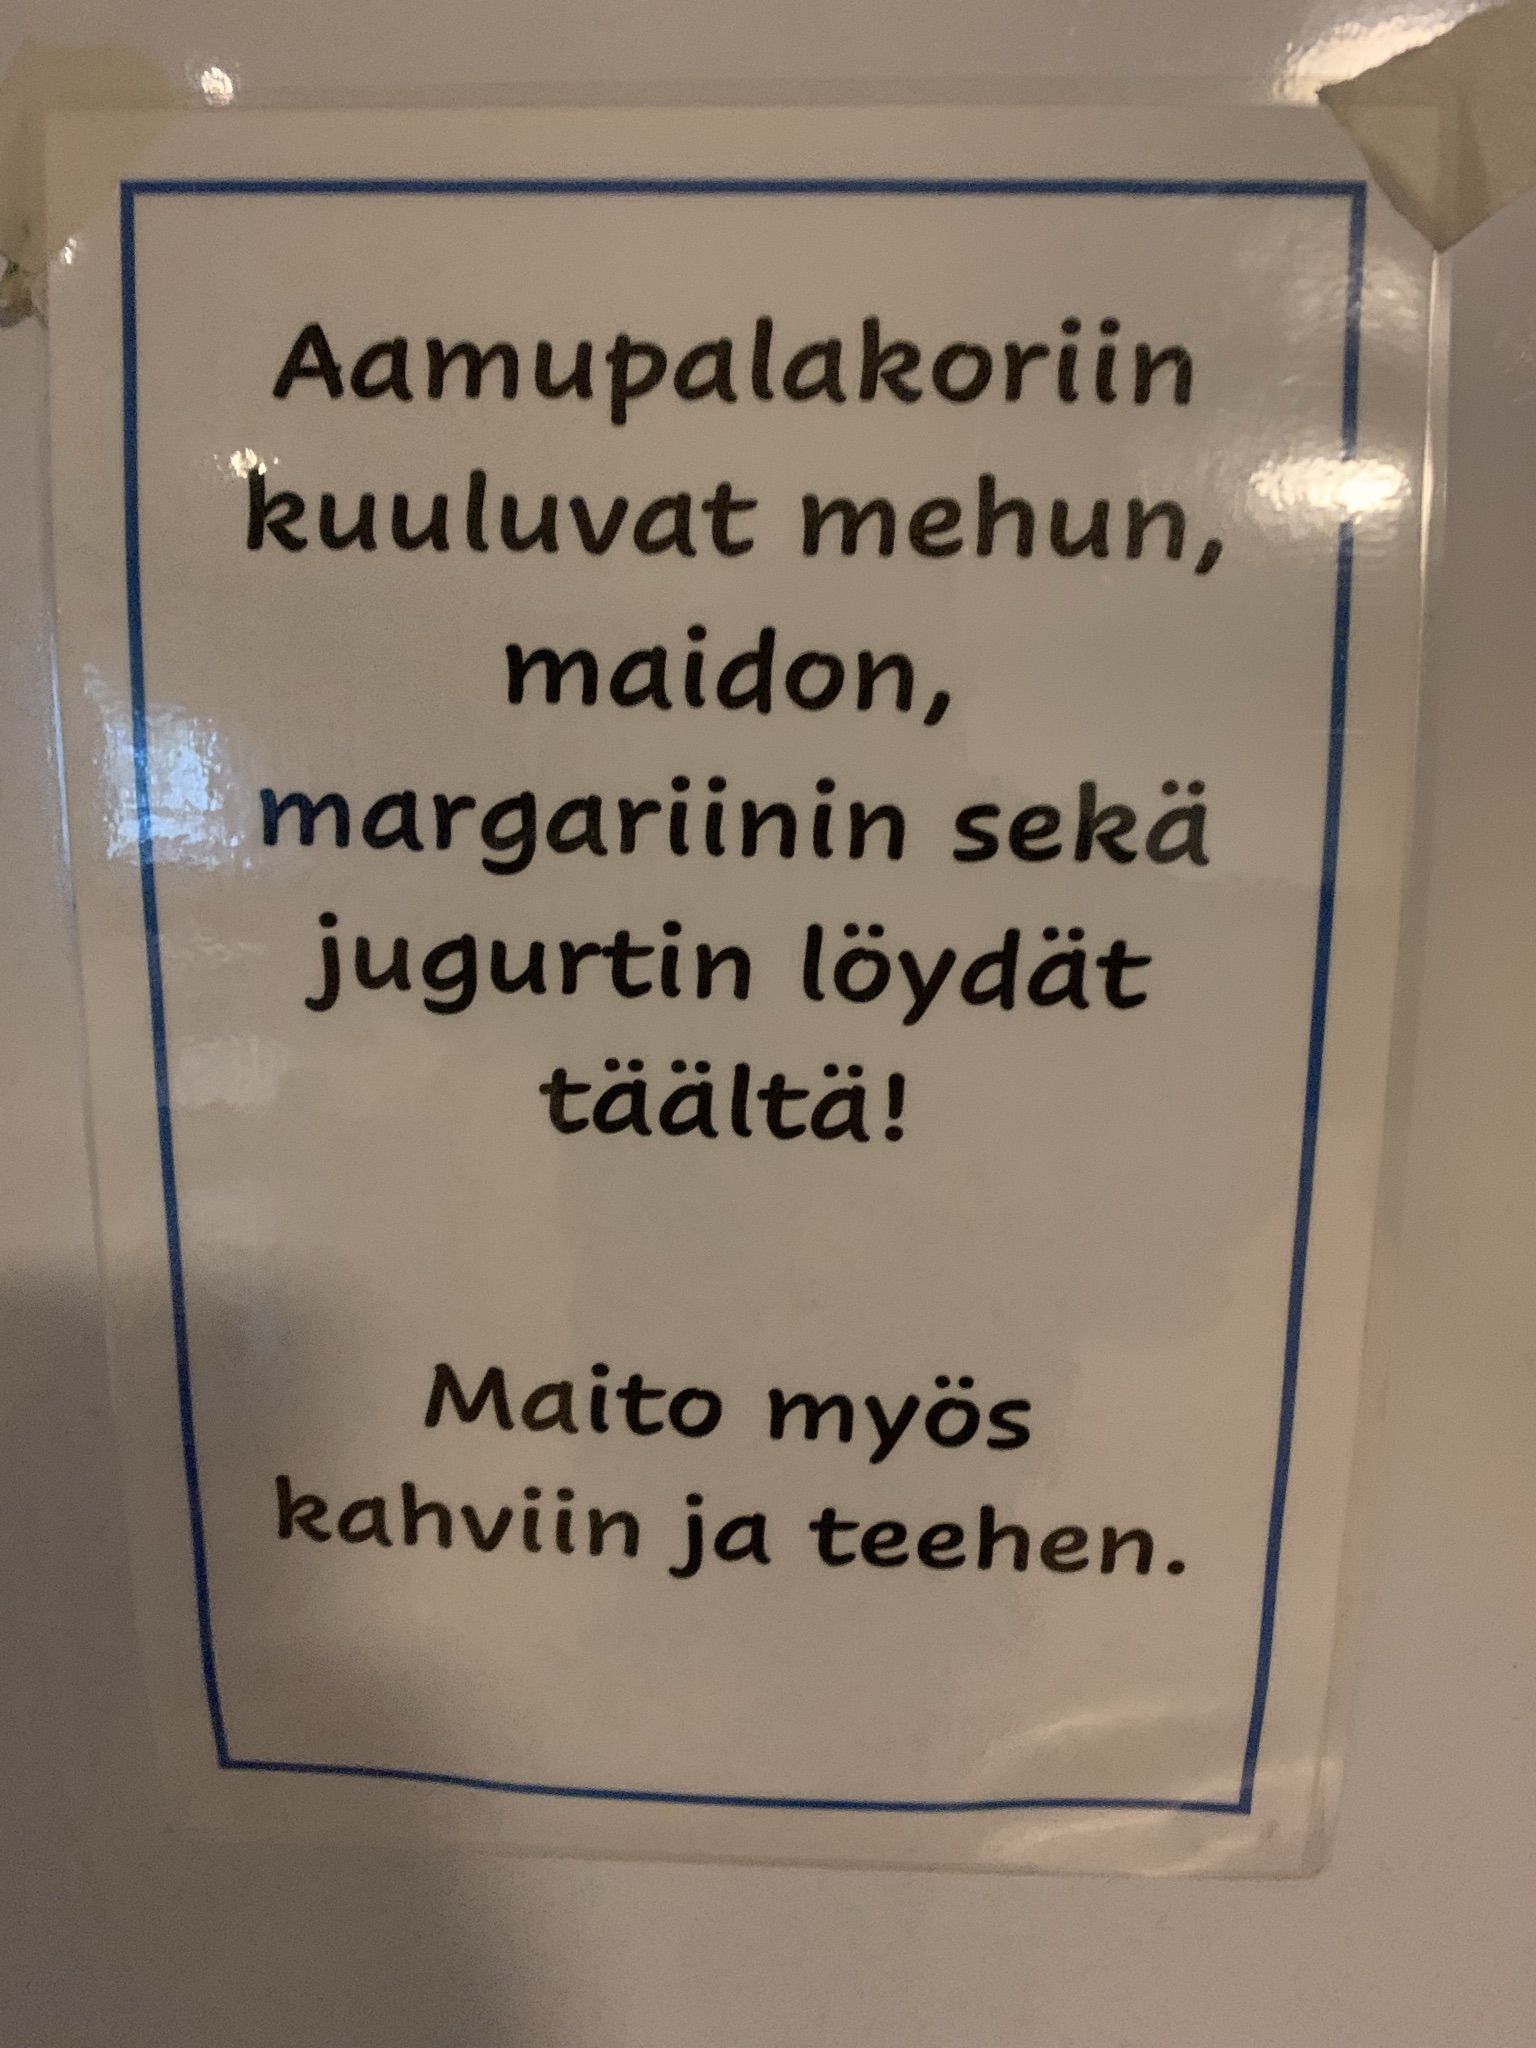 Aamupalakoriin
kuuluvat mehun,
maidon,
margariinin sekä
jugurtin löydät
täältä!
Maito myös
kahviin ja teehen.